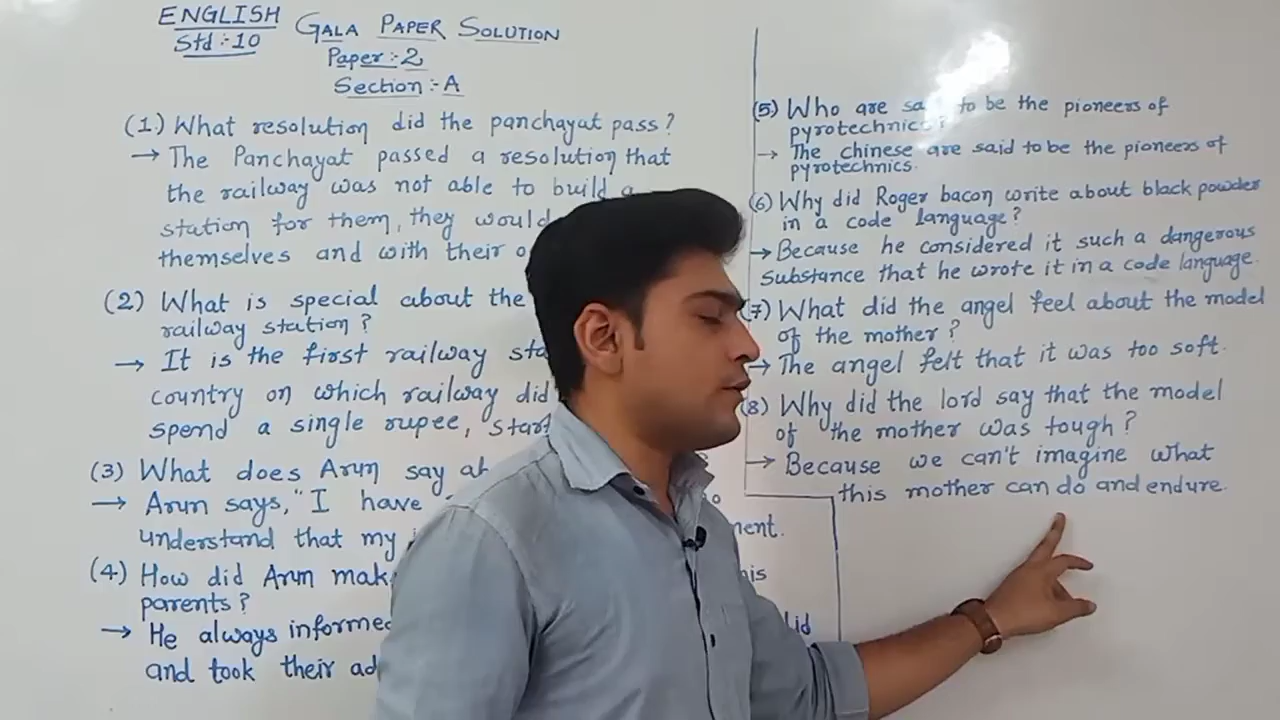 ENGLISH
Std :- 10
GALA PAPER SOLUTION
Paper :- 2
Section :- A
(1) What resolution did the panchayat pass?
→ The Panchayat passed a resolution that
the railway was not able to build a
station for them, they would
themselves and with their
(2) What is special about the
railway station?
→ It is the first railway
country on which railway did
spend a single rupee,
(3) What does Arun say
→ Arun says, "I have
understand that my
(4) How did Arun
parents?
→ He always informed
and took their
(5) Who are to be the pioneers of
pyrotechnics?
→ The chinese are said to be the pioneers of
pyrotechnics.
(6) Why did Roger bacon write about black powder
in a code language?
→ Because he considered it such a dangerous
Substance that he wrote it in a code language.
(7) What did the angel feel about the model
of the mother?
→ The angel felt that it was too soft.
(8) Why did the lord say that the model
of the mother was tough?
→ Because we can't imagine what
this mother can do and endure.